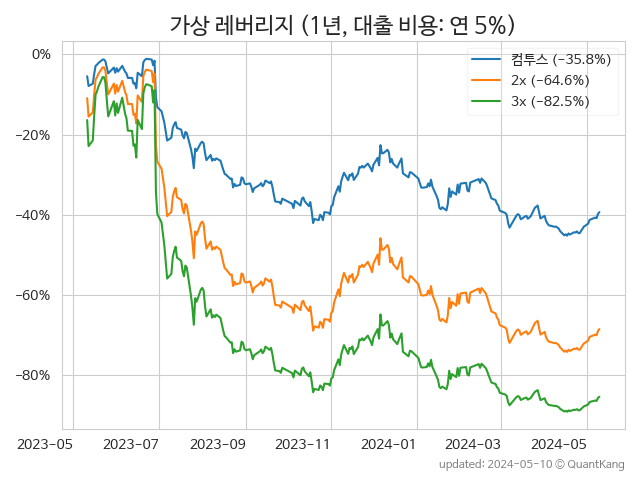 가상 레버리지 (1년, 대출 비용: 연 5%)
컴투스 (−35.8%)
2x (−64.6%)
3x (−82.5%)
0%
−20%
−40%
−60%
−80%
2023-05 2023-07 2023-09 2023-11 2024-01 2024-03 2024-05
updated: 2024-05-10 © QuantKang